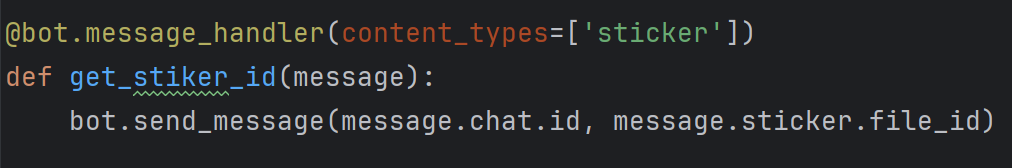 @bot.message_handler(content_types=['sticker'])
def get_stiker_id(message):
    bot.send_message(message.chat.id, message.sticker.file_id)